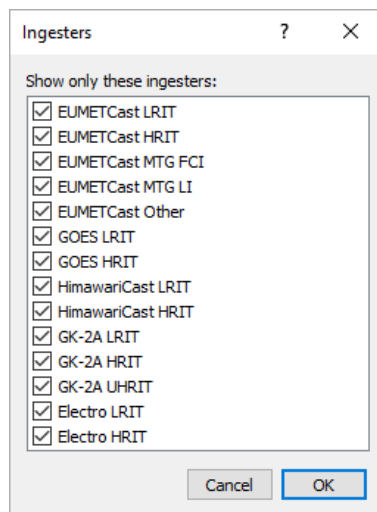 Ingesters ?
Show only these ingesters:
EUMETCast LRIT
EUMETCast HRIT
EUMETCast MTG FCI
EUMETCast MTG LI
EUMETCast Other
GOES LRIT
GOES HRIT
HimawariCast LRIT
HimawariCast HRIT
GK-2A LRIT
GK-2A HRIT
GK-2A UHRIT
Electro LRIT
Electro HRIT
Cancel OK